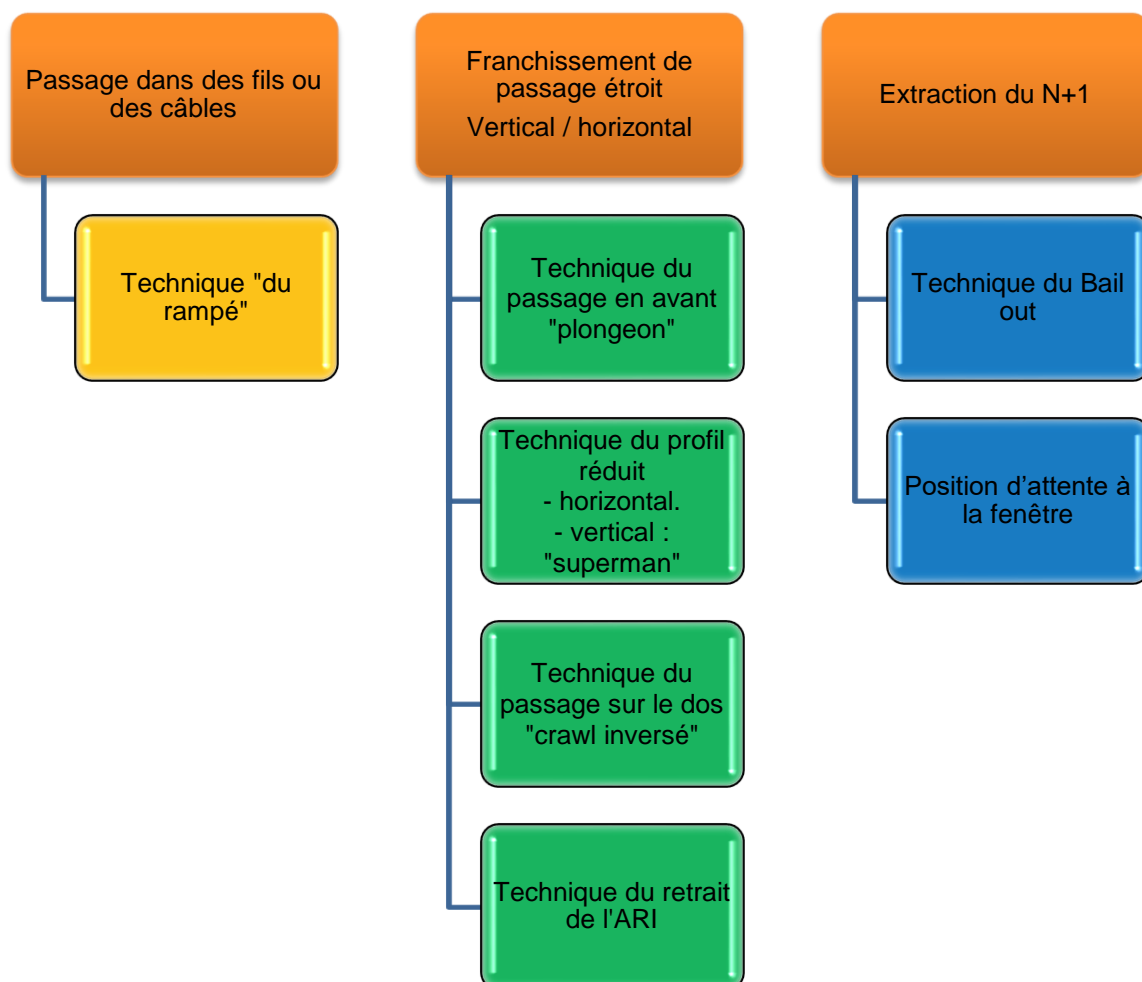 Passage dans des fils ou
des câbles
Technique "du
rampé"
Franchissement de
passage étroit
Vertical / horizontal
Technique du
passage en avant
"plongeon"
Technique du profil
réduit
- horizontal.
- vertical :
"superman"
Technique du
passage sur le dos
"crawl inversé"
Technique du retrait
de l'ARI
Extraction du N+1
Technique du Bail
out
Position d’attente à
la fenêtre